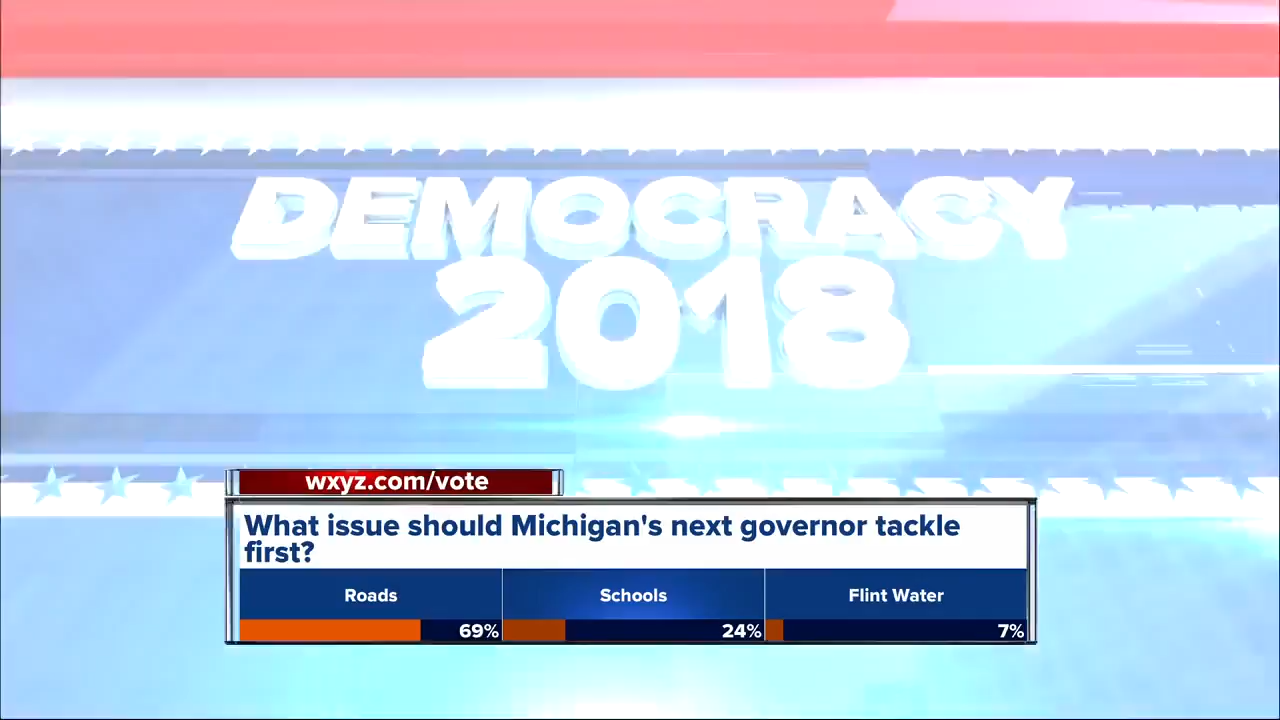 DEMOCRACY
2018
wxyz.com/vote
What issue should Michigan's next governor tackle
first?
Roads Schools Flint Water
69% 24% 7%